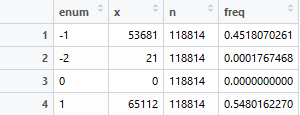 enum x n freq
1 -1 53681 118814 0.4518070261
2 -2 21 118814 0.0001767468
3 0 0 118814 0.0000000000
4 1 65112 118814 0.5480162270